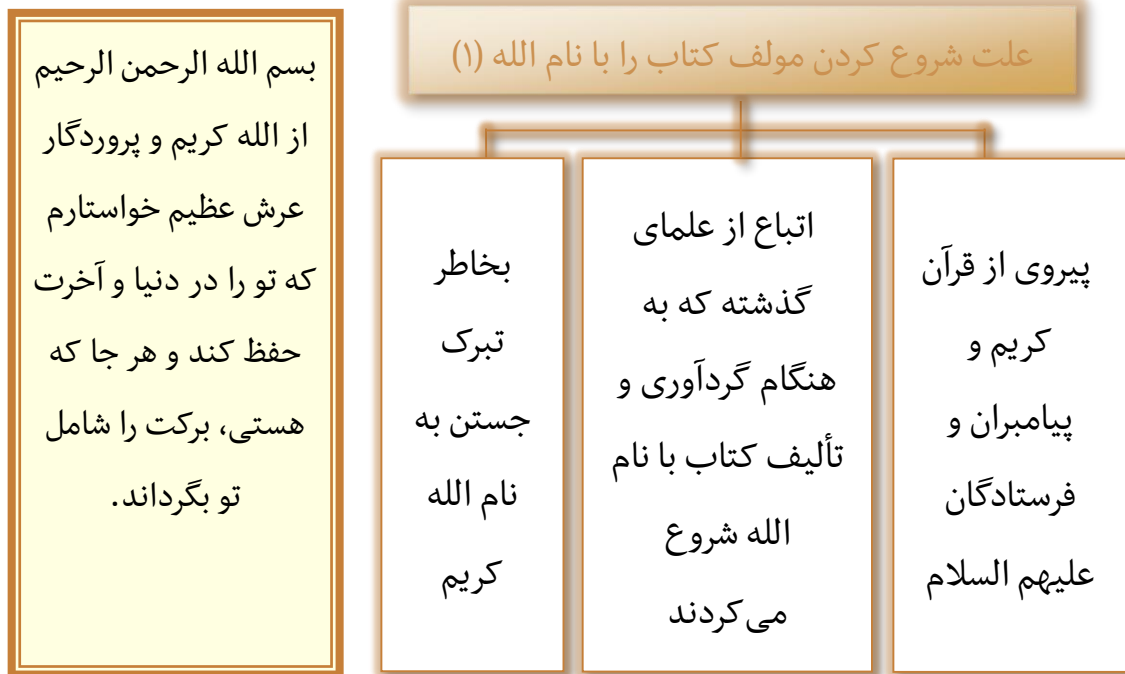 علت شروع کردن مولف کتاب را با نام الله (۱)
پیروی از قرآن
کریم و
پیامبران و
فرستادگان
علیهم السلام
اتباع از علمای
گذشته که به
هنگام گردآوری و
تألیف کتاب با نام
الله شروع
می‌کردند
بخاطر
تبرک
جستن به
نام الله
کریم
بسم الله الرحمن الرحیم
از الله کریم و پروردگار
عرش عظیم خواستارم
که تو را در دنیا و آخرت
حفظ کند و هر جا که
هستی، برکت را شامل
تو بگرداند.